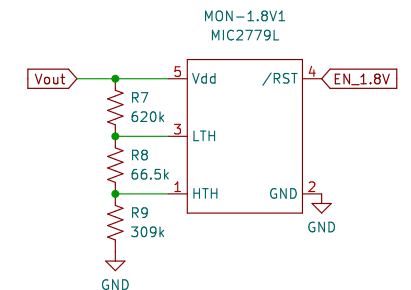 MON-1.8V1
MIC2779L
Vout
5
Vdd
/RST
4
EN_1.8V
R7
620k
3
LTH
R8
66.5k
1
HTH
GND
2
R9
309k
GND
GND